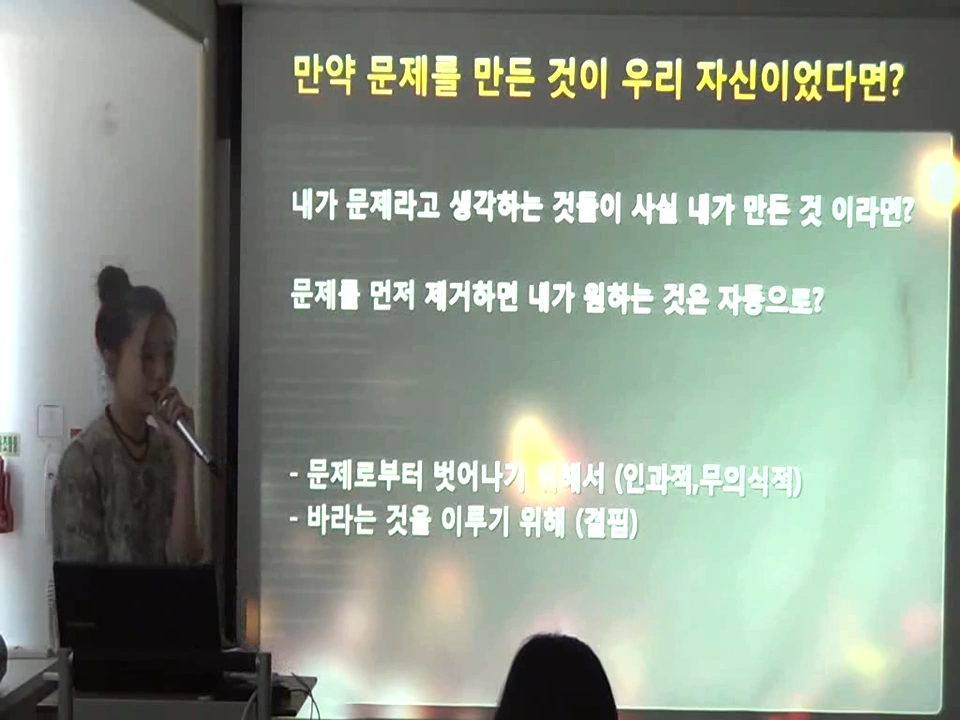 만약 문제를 만든 것이 우리 자신이었다면?
내가 문제라고 생각하는 것들이 사실 내가 만든 것 이라면?
문제를 먼저 제거하면 내가 원하는 것은 자동으로?
- 문제로부터 벗어나기 위해서 (인과적,무의식적)
- 바라는 것을 이루기 위해 (결핍)